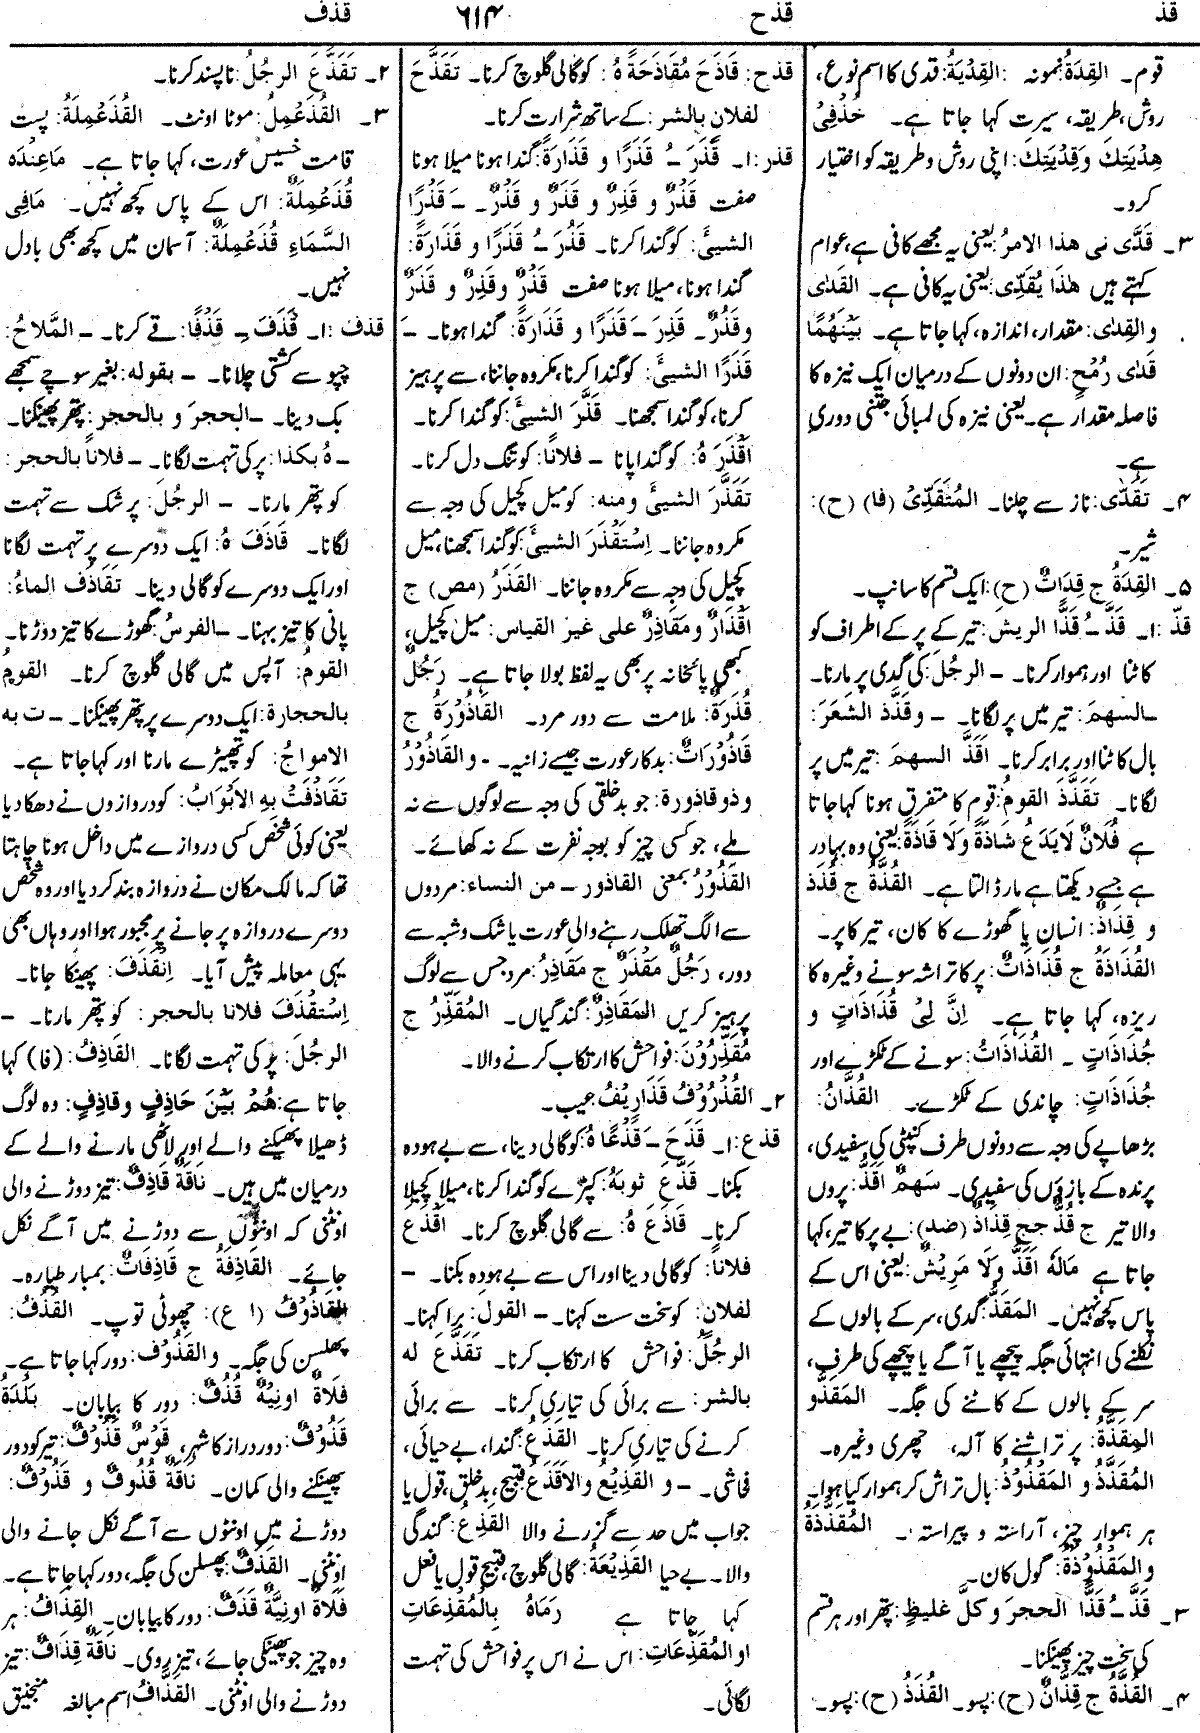 قذ قذح ۶۱۴ قذف
قوم۔ القِدَةُ: نمونہ القِدْيَةُ: قدی کا اسم نوع،
روش، طریقہ، سیرت کہا جاتا ہے۔ خُذْفِی
هِدْيَتِكَ وَقِدْيَتِكَ: اپنی روش و طریقہ کو اختیار
کرو۔
۳۔ قَدَّى نی هذا الامرُ: یعنی یہ مجھے کافی ہے، عوام
کہتے ہیں هٰذَا يُقَدِّى: یعنی یہ کافی ہے۔ القَدٰى
والقِدٰى: مقدار، اندازہ، کہا جاتا ہے۔ بَيْنَهُمَا
قَدٰى رُمْحٍ: ان دونوں کے درمیان ایک نیزہ کا
فاصلہ مقدار ہے۔ یعنی نیزہ کی لمبائی جتنی دوری
ہے۔
۴۔ تَقَدّٰى: ناز سے چلنا۔ المُتَقَدِّیْ (فا) (ح):
شیر۔
۵۔ القِدَةُ ج قِدَاتٌ (ح): ایک قسم کا سانپ۔
قذّ: ۱۔ قَذَّ ـُ قَذًّا الريشَ: تیر کے پر کے اطراف کو
کاٹنا اور ہموار کرنا۔ – الرجُلَ: کی گدی پر مارنا۔
–السهمَ: تیر میں پر لگانا۔ – و قَذَّذَ الشعَرَ:
بال کاٹنا اور برابر کرنا۔ اَقَذَّ السهمَ: تیر میں پر
لگانا۔ تَقَذَّذَ القومُ: قوم کا متفرق ہونا کہا جاتا
ہے فُلَانٌ لَايَدَعُ شَاذَّةً وَلَا قَاذَّةً: یعنی وہ بہادر
ہے جسے دیکھتا ہے مار ڈالتا ہے۔ القُذَّةُ ج قُذَذ
و قِذَاذٌ: انسان یا گھوڑے کا کان، تیر کا پر۔
القُذَاذَةُ ج قُذَاذَاتٌ: پر کا تراشہ سونے وغیرہ کا
ریزہ، کہا جاتا ہے۔ اِنَّ لِیْ قُذَاذَاتٍ و
جُذَاذَاتٍ ۔ القُذَاذَاتُ: سونے کے ٹکڑے اور
جُذَاذَاتٍ: چاندی کے ٹکڑے۔ القُذَّانُ:
بڑھاپے کی وجہ سے دونوں طرف کنپٹی کی سفیدی،
پرندہ کے بازؤں کی سفیدی۔ سَهمٌ اَقَذُّ: پروں
والا تیر ج قُذٌّ جج قِذَاذٌ (ضد): بے پر کا تیر، کہا
جاتا ہے مَالَهُ اَقَذُّ وَلَا مَرِيْشٌ: یعنی اس کے
پاس کچھ نہیں۔ المَقَذُّ: گدی، سر کے بالوں کے
نکلنے کی انتہائی جگہ پیچھے یا آگے یا پیچھے کی طرف،
سر کے بالوں کے کاٹنے کی جگہ۔ المِقَذُّو
المِقَذَّةُ: پر تراشنے کا آلہ، چھری وغیرہ۔
المُقَذَّذُ و المَقْذُوْذُ: بال تراش کر ہموار کیا ہوا۔
ہر ہموار چیز، آراستہ و پیراستہ ۔ المُقَذَّذَةُ
والمَقْذُوْذَةُ: گول کان۔
۳۔ قَذَّ ـُ قَذًّا الحجرَ و كلَّ غليظٍ: پتھر اور ہر قسم
کی سخت چیز پھینکنا۔
۴۔ القُذَّةُ ج قِذَّانٌ (ح): پسو۔ القُذَذُ (ح): پسو۔
قذح: قَاذَحَ مُقَاذَحَةً هُ: کو گالی گلوچ کرنا۔ تَقَذَّحَ
لفلانٍ بالشر: کے ساتھ شرارت کرنا۔
قذر: ۱۔ قَذَرَ ـُ قَذَرًا و قَذَارَةً: گندا ہونا میلا ہونا
صفت قَذْرٌ و قَذِرٌ و قَذَرٌ و قَذُرٌ۔ – قَذْرًا
الشیئَ: کو گندا کرنا۔ قَذُرَ ـُ قَذَرًا و قَذَارَةً:
گندا ہونا، میلا ہونا صفت قَذْرٌ وقَذِرٌ و قَذَرٌ
وقَذُرٌ۔ قَذِرَ ـَ قَذَرًا و قَذَارَةً: گندا ہونا۔ – ـَ
قَذَرًا الشیئَ: کو گندا کرنا، مکروہ جاننا، سے پرہیز
کرنا، کو گندا سمجھنا۔ قَذَّرَ الشیئَ: کو گندا کرنا۔
اَقْذَرَ هُ: کو گندا پانا – فلانًا: کو تنگ دل کرنا۔
تَقَذَّرَ الشیئَ ومنه: کو میل کچیل کی وجہ سے
مکروہ جاننا۔ اِسْتَقْذَرَ الشیئَ: کو گندا سمجھنا، میل
کچیل کی وجہ سے مکروہ جاننا۔ القَذَرُ (مص) ج
اَقْذَارٌ ومَقَاذِرُ على غير القياس: میل کچیل،
کبھی پائخانہ پر بھی یہ لفظ بولا جاتا ہے۔ رَجُلٌ
قُذَرَةٌ: ملامت سے دور مرد۔ القَاذُوْرَةُ ج
قَاذُوْرَاتٌ: بدکار عورت جیسے زانیہ۔ – والقَاذُوْرُ
و ذو قاذورة: جو بدخلقی کی وجہ سے لوگوں سے نہ
ملے، جو کسی چیز کو بوجہ نفرت کے نہ کھائے۔
القَذُوْرُ بمعنی القاذور – من النساء: مردوں
سے الگ تھلگ رہنے والی عورت یا شک و شبہ سے
دور، رَجُلٌ مَقْذَرٌ ج مَقَاذِرُ: مرد جس سے لوگ
پرہیز کریں المَقَاذِرُ: گندگیاں۔ المُقَذِّرُ ج
مُقَذِّرُوْنَ: فواحش کا ارتکاب کرنے والا۔
۲۔ القُذْرُوْفُ قَذَارِيْفُ عیب۔
قذع: ۱۔ قَذَعَ ـَ قَذْعًا هُ: کو گالی دینا، سے بے ہودہ
بکنا۔ قَذَّعَ ثوبَهُ: کپڑے کو گندا کرنا، میلا کچیلا
کرنا۔ قَاذَعَ هُ: سے گالی گلوچ کرنا۔ اَقْذَعَ
فلانًا: کو گالی دینا اور اس سے بے ہودہ بکنا۔ –
لفلان: کو سخت ست کہنا۔ – القول: برا کہنا۔
الرجُلُ: فواحش کا ارتکاب کرنا۔ تَقَذَّعَ له
بالشر: سے برائی کی تیاری کرنا۔ سے برائی
کرنے کی تیاری کرنا۔ القَذَعُ: گندا، بے حیائی،
فحاشی۔ – و القَذِيْعُ والاَقْذَعُ: قبیح، بدخلق، قول یا
جواب میں حد سے گزرنے والا القَذِعُ: گندگی
والا۔ بے حیا القَذِيْعَةُ: گالی گلوچ، قبیح قول یا فعل
کہا جاتا ہے رَمَاهُ بِالْمُقْذِعَاتِ
او المُقَذِّعَاتِ: اس نے اس پر فواحش کی تہمت
لگائی۔
۲۔ تَقَذَّعَ الرجُلُ: ناپسند کرنا۔
۳۔ القُذَعْمِلُ: موٹا اونٹ۔ القُذَعْمِلَةُ: پست
قامت خسیس عورت، کہا جاتا ہے۔ مَاعِنْدَهُ
قُذَعْمِلَةٌ: اس کے پاس کچھ نہیں۔ مَافِی
السَّمَاءِ قُذَعْمِلَةٌ: آسمان میں کچھ بھی بادل
نہیں۔
قذف: ۱۔ قَذَفَ ـِ قَذْفًا: قے کرنا۔ – المَّلاحُ:
چپو سے کشتی چلانا۔ – بقوله: بغیر سوچے سمجھے
بک دینا۔ –الحجرَ و بالحجر: پتھر پھینکنا۔
–هُ بكذا: پر کی تہمت لگانا۔ – فلانًا بالحجر:
کو پتھر مارنا۔ – الرجُلَ: پر شک سے تہمت
لگانا۔ قَاذَفَ هُ: ایک دوسرے پر تہمت لگانا
اور ایک دوسرے کو گالی دینا۔ تَقَاذَفَ الماءُ:
پانی کا تیز بہنا۔ –الفرسُ: گھوڑے کا تیز دوڑنا۔
القومُ: آپس میں گالی گلوچ کرنا۔ القومُ
بالحجارة: ایک دوسرے پر پتھر پھینکنا۔ – ت به
الامواجُ: کو تھپیڑے مارنا اور کہا جاتا ہے۔
تَقَاذَفَتْ بِهِ الاَبْوَابُ: کو دروازوں نے دھکا دیا
یعنی کوئی شخص کسی دروازے میں داخل ہونا چاہتا
تھا کہ مالک مکان نے دروازہ بند کر دیا اور وہ شخص
دوسرے دروازہ پر جانے پر مجبور ہوا اور وہاں بھی
یہی معاملہ پیش آیا۔ اِنْقَذَفَ: پھینکا جانا۔
اِسْتَقْذَفَ فلانا بالحجر: کو پتھر مارنا۔ –
الرجُلَ: پر کی تہمت لگانا۔ القَاذِفُ: (فا) کہا
جاتا ہے: هُمْ بَيْنَ حَاذِفٍ وقاذِفٍ: وہ لوگ
ڈھیلا پھینکنے والے اور لاٹھی مارنے والے کے
درمیان میں ہیں۔ نَاقَةٌ قَاذِفٌ: تیز دوڑنے والی
اونٹنی کہ اونٹوں سے دوڑنے میں آگے نکل
جائے۔ القَاذِفَةُ ج قَاذِفَاتٌ: بمبار طیارہ۔
القَاذُوْفُ (ا ع): چھوٹی توپ۔ القُذُفُ:
پھلسن کی جگہ۔ والقَذُوْف: دور کہا جاتا ہے۔
فَلَاةٌ اونِيَّةٌ قُذُفٌ: دور کا بیابان۔ بَلْدَةٌ
قَذُوْفٌ: دور دراز کا شہر، قَوْسٌ قَذُوْفٌ: تیر کو دور
پھینکنے والی کمان۔ نَاقَةٌ قُذُوفٌ و قَذُوْفٌ:
دوڑنے میں اونٹوں سے آگے نکل جانے والی
اونٹنی۔ القَذَفُ: پھسلن کی جگہ، دور کہا جاتا ہے۔
فَلَاةٌ اونِيَّةٌ قَذَفٌ: دور کا بیابان۔ القِذَافُ: ہر
وہ چیز جو پھینکی جائے، تیز روی۔ نَاقَةٌ قِذَافٌ: تیز
دوڑنے والی اونٹنی۔ القَذَّافُ اسم مبالغہ منجنیق